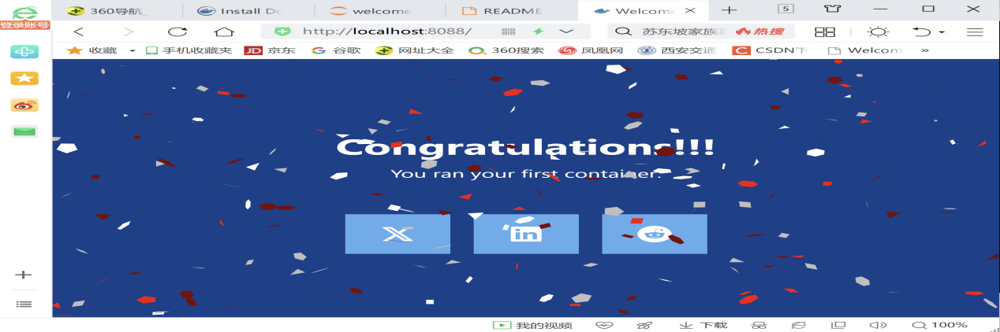 360导航_
Install Do
welcome
README
Welcome
5
登录账号
http://localhost:8088/
苏东坡家族
热搜
收藏
手机收藏夹
JD 京东
谷歌
网址大全
360搜索
凤凰网
西安交通
C CSDN下
Welcom
»
Congratulations!!!
You ran your first container.
X
in
我的视频
下载
100%